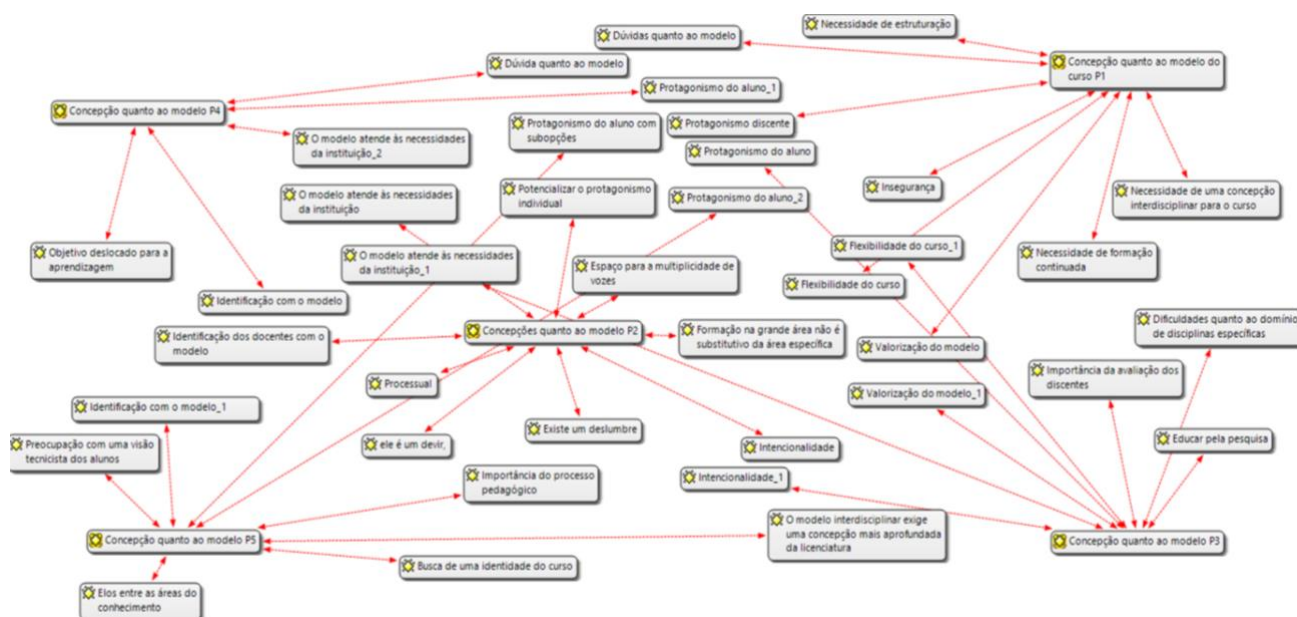 Necessidade de estruturação
Dúvidas quanto ao modelo
Dúvida quanto ao modelo
Concepção quanto ao modelo do
curso P1
Protagonismo do aluno_1
Concepção quanto ao modelo P4
Protagonismo do aluno com
subopções
Protagonismo discente
O modelo atende às necessidades
da instituição_2
Protagonismo do aluno
Insegurança
Necessidade de uma concepção
interdisciplinar para o curso
O modelo atende às necessidades
da instituição
Potencializar o protagonismo
individual
Protagonismo do aluno_2
Objetivo deslocado para a
aprendizagem
O modelo atende às necessidades
da instituição_1
Flexibilidade do curso_1
Necessidade de formação
continuada
Espaço para a multiplicidade de
vozes
Flexibilidade do curso
Identificação com o modelo
Identificação dos docentes com o
modelo
Concepções quanto ao modelo P2
Formação na grande área não é
substitutivo da área específica
Dificuldades quanto ao domínio
de disciplinas específicas
Valorização do modelo
Processual
Importância da avaliação dos
discentes
Valorização do modelo_1
Identificação com o modelo_1
Preocupação com uma visão
tecnicista dos alunos
ele é um devir,
Existe um deslumbre
Intencionalidade
Educar pela pesquisa
Importância do processo
pedagógico
Intencionalidade_1
Concepção quanto ao modelo P5
O modelo interdisciplinar exige
uma concepção mais aprofundada
da licenciatura
Concepção quanto ao modelo P3
Busca de uma identidade do curso
Elos entre as áreas do
conhecimento